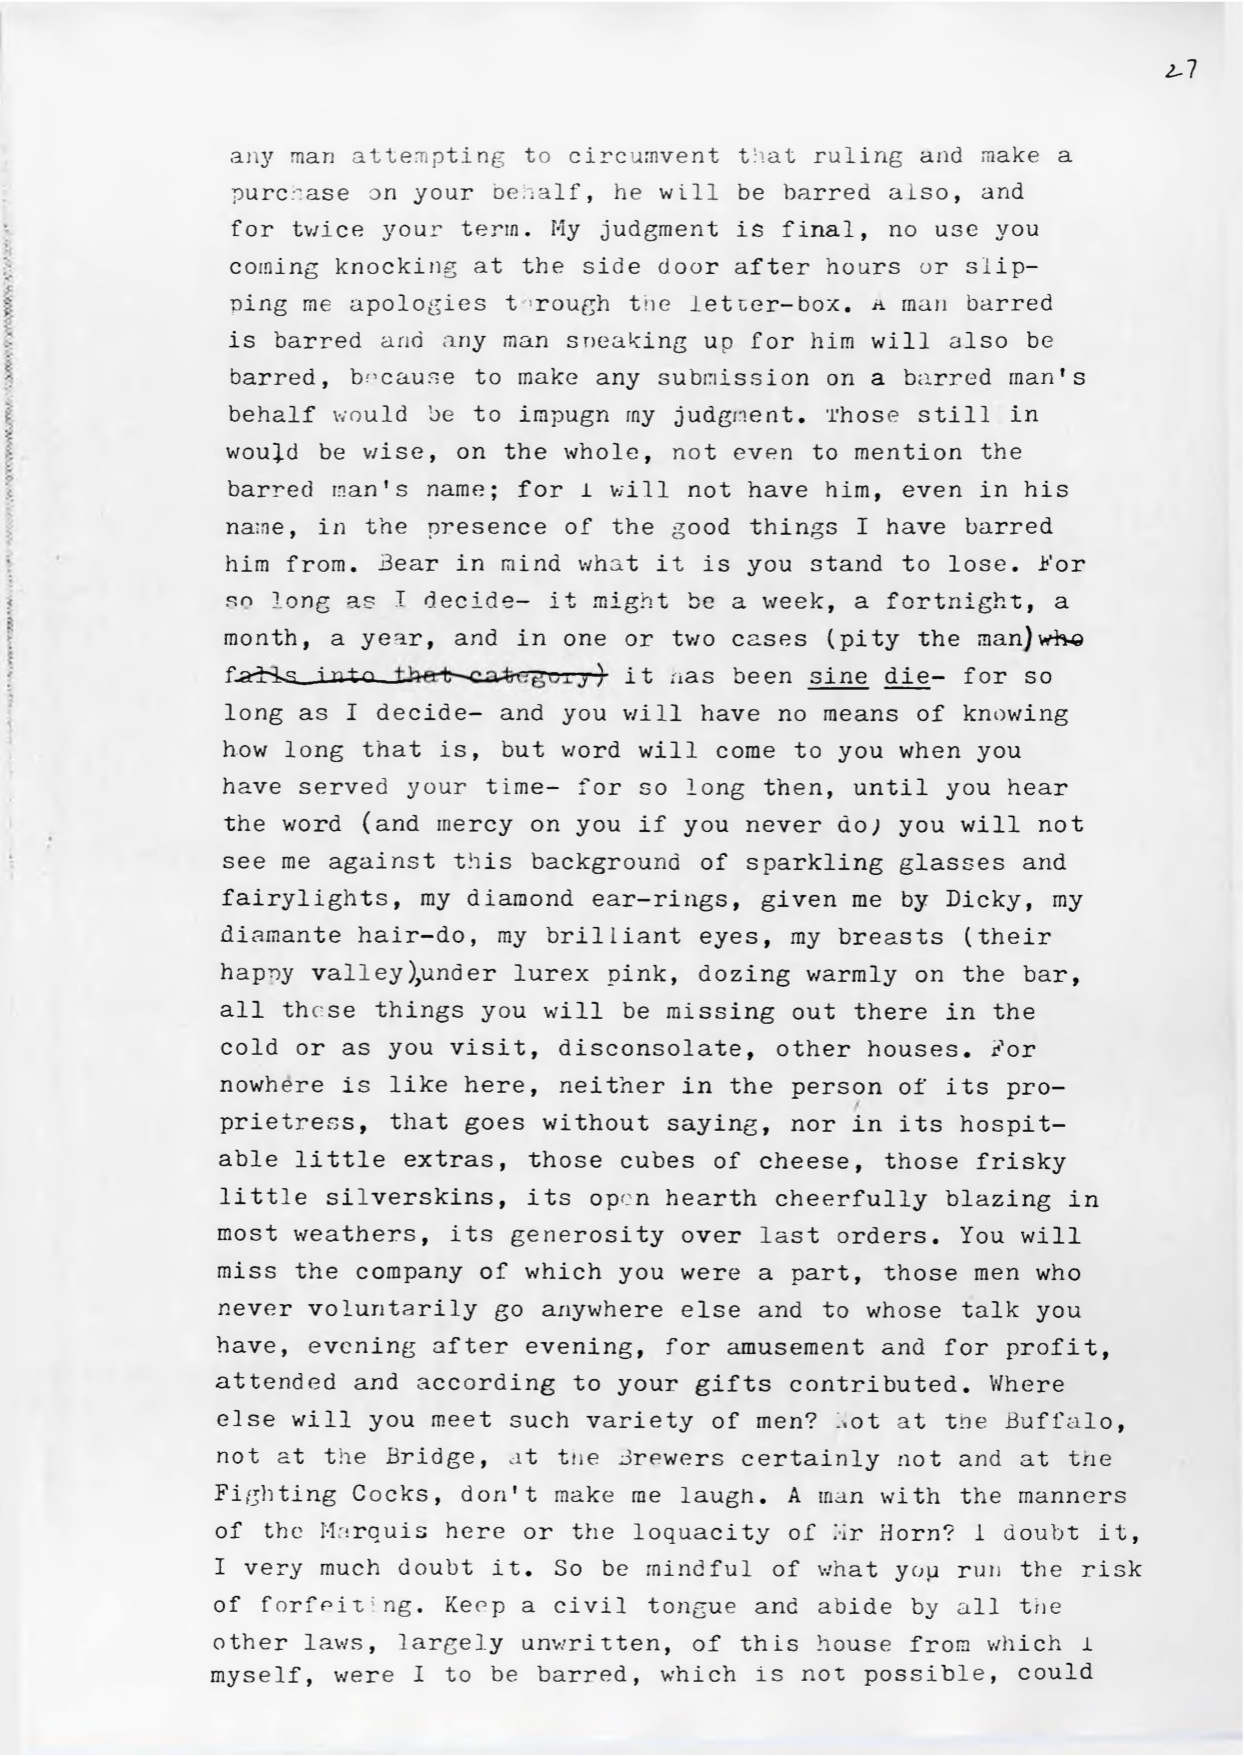 27
any man attempting to circumvent that ruling and make a
purchase on your behalf, he will be barred also, and
for twice your term. My judgment is final, no use you
coming knocking at the side door after hours or slip-
ping me apologies through the letter-box. A man barred
is barred and any man speaking up for him will also be
barred, because to make any submission on a barred man's
behalf would be to impugn my judgment. Those still in
would be wise, on the whole, not even to mention the
barred man's name; for I will not have him, even in his
name, in the presence of the good things I have barred
him from. Bear in mind what it is you stand to lose. For
so long as I decide- it might be a week, a fortnight, a
month, a year, and in one or two cases (pity the man) who
falls into that category) it has been sine die- for so
long as I decide- and you will have no means of knowing
how long that is, but word will come to you when you
have served your time- for so long then, until you hear
the word (and mercy on you if you never do) you will not
see me against this background of sparkling glasses and
fairylights, my diamond ear-rings, given me by Dicky, my
diamante hair-do, my brilliant eyes, my breasts (their
happy valley),under lurex pink, dozing warmly on the bar,
all these things you will be missing out there in the
cold or as you visit, disconsolate, other houses. For
nowhere is like here, neither in the person of its pro-
prietress, that goes without saying, nor in its hospit-
able little extras, those cubes of cheese, those frisky
little silverskins, its open hearth cheerfully blazing in
most weathers, its generosity over last orders. You will
miss the company of which you were a part, those men who
never voluntarily go anywhere else and to whose talk you
have, evening after evening, for amusement and for profit,
attended and according to your gifts contributed. Where
else will you meet such variety of men? Not at the Buffalo,
not at the Bridge, at the Brewers certainly not and at the
Fighting Cocks, don't make me laugh. A man with the manners
of the Marquis here or the loquacity of Mr Horn? I doubt it,
I very much doubt it. So be mindful of what you run the risk
of forfeiting. Keep a civil tongue and abide by all the
other laws, largely unwritten, of this house from which I
myself, were I to be barred, which is not possible, could